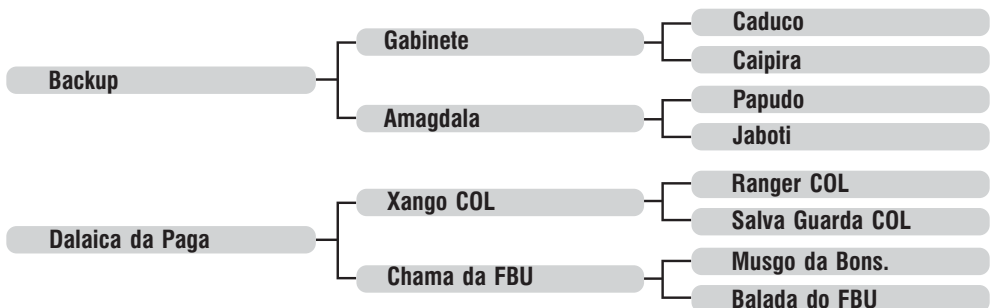 Caduco
Gabinete
Caipira
Backup
Papudo
Amagdala
Jaboti
Ranger COL
Xango COL
Salva Guarda COL
Dalaica da Paga
Musgo da Bons.
Chama da FBU
Balada do FBU